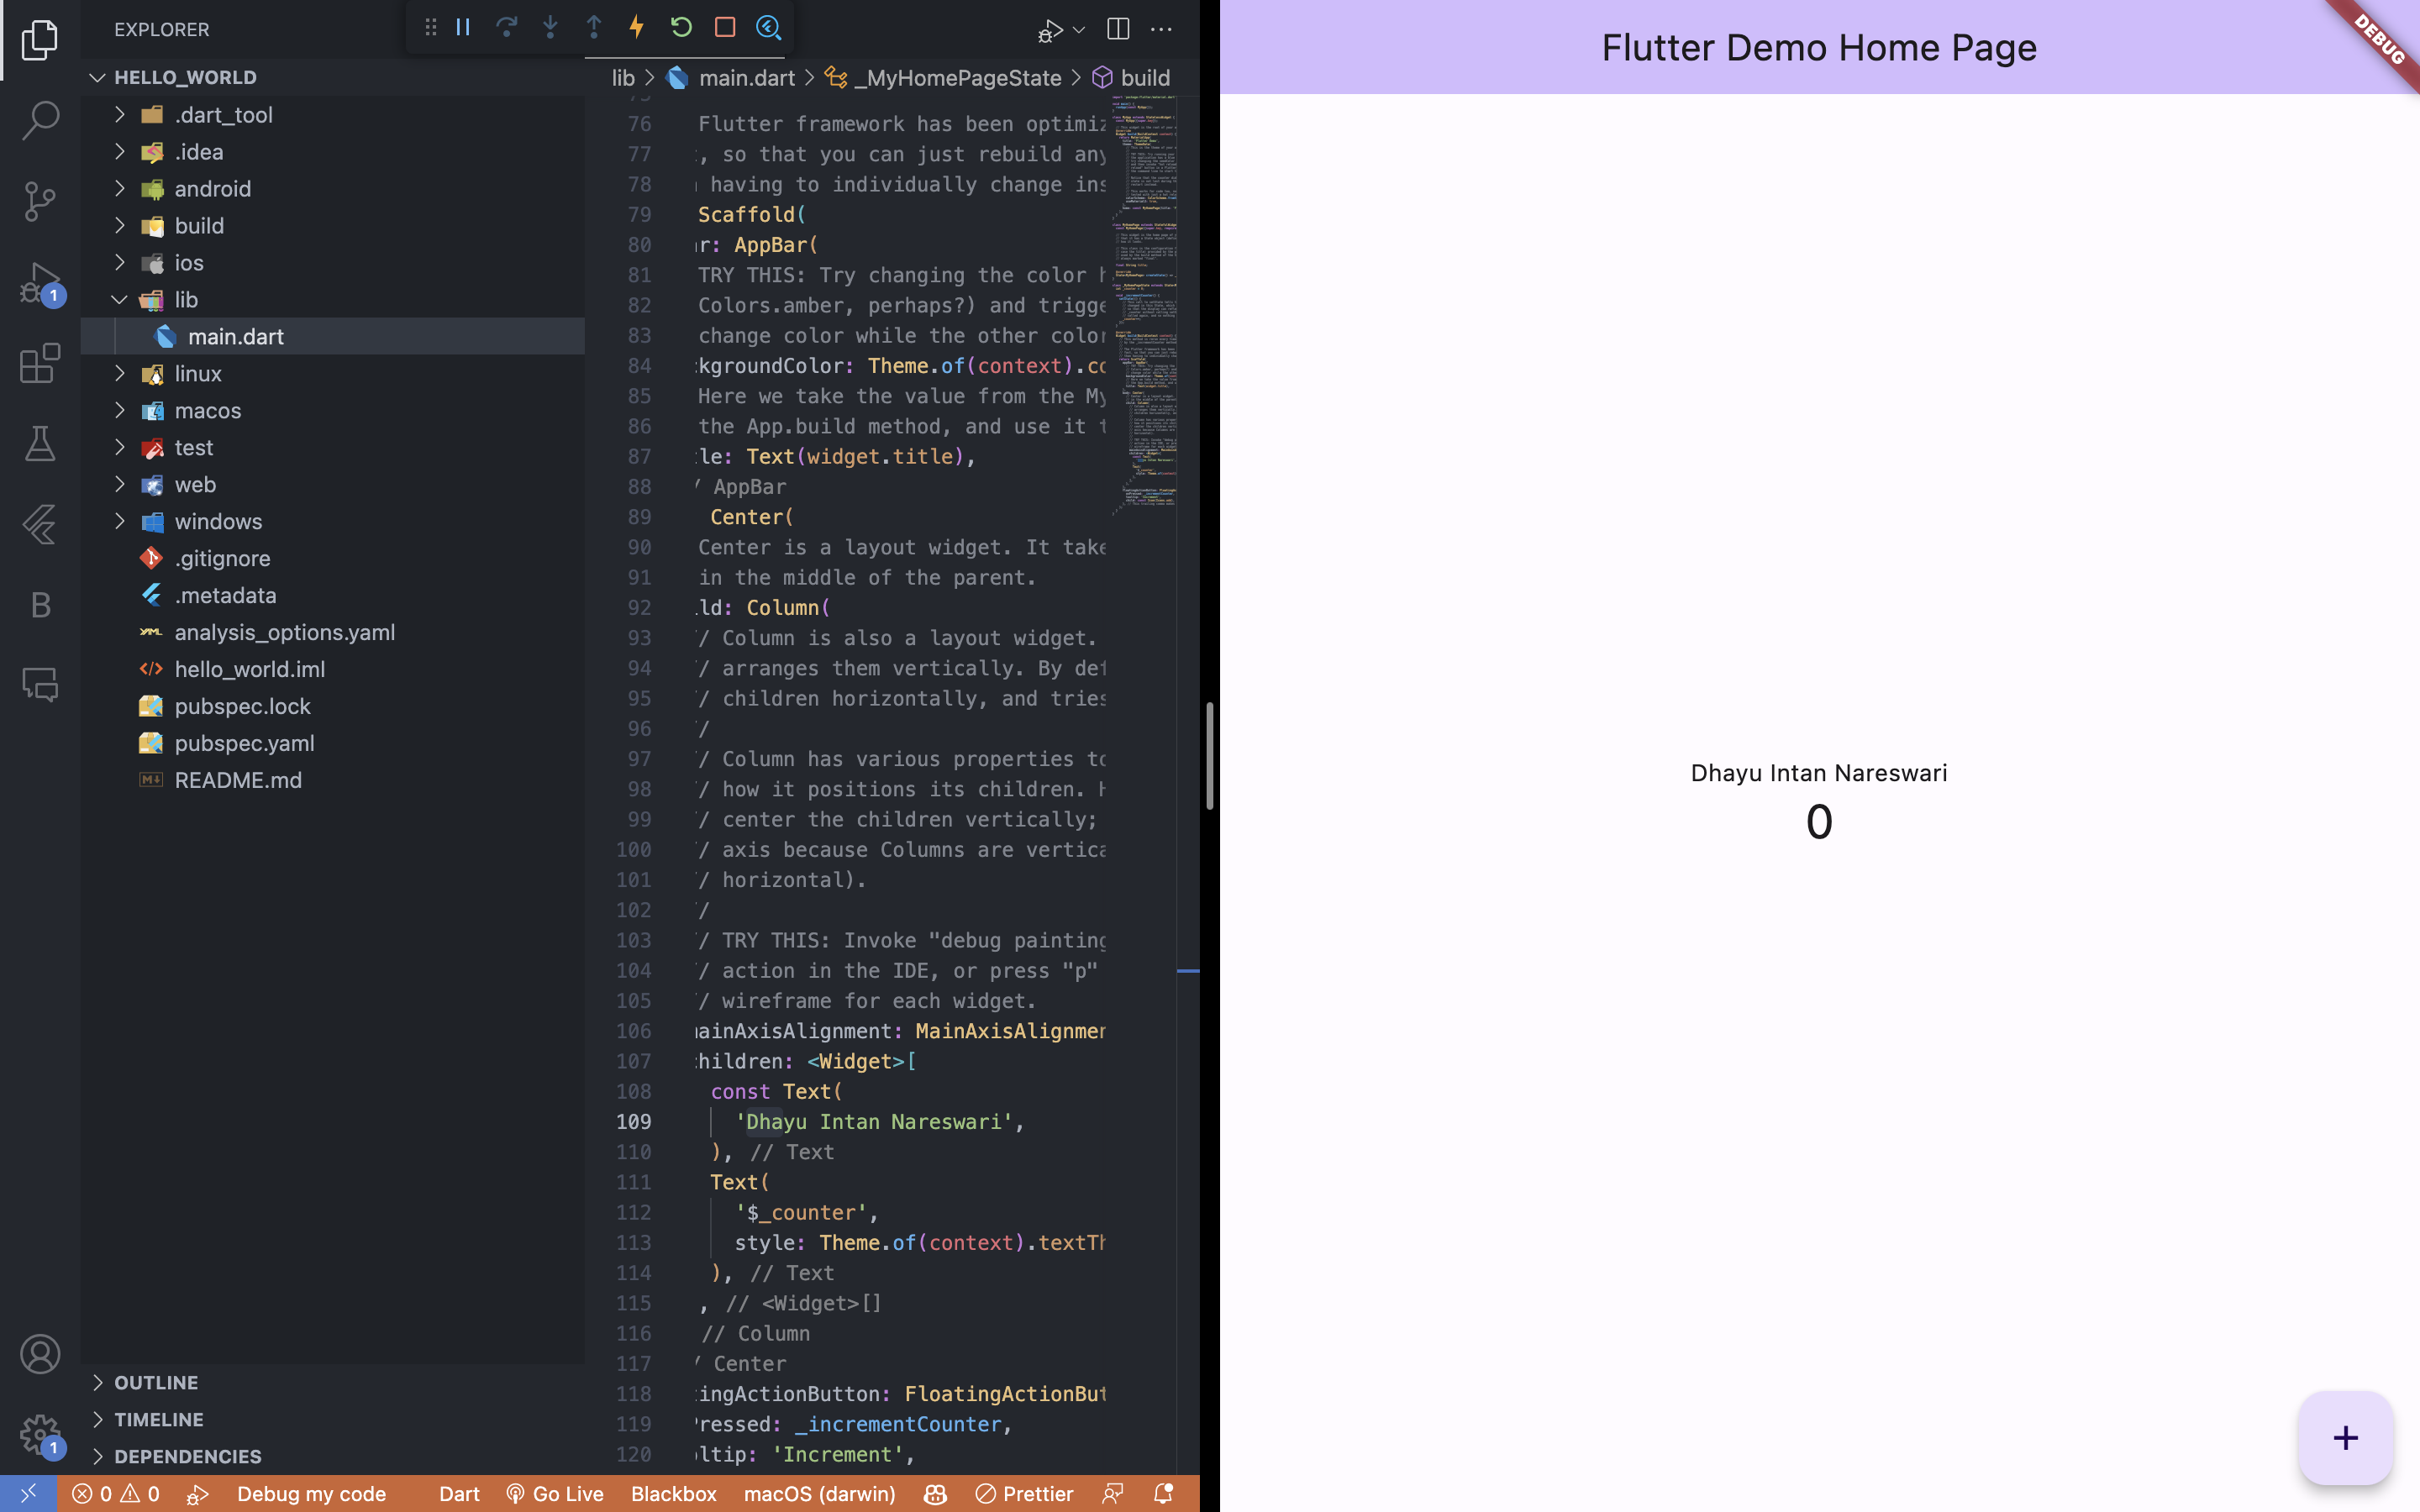 EXPLORER
HELLO_WORLD
.dart_tool
.idea
android
build
ios
lib
main.dart
linux
macos
test
web
windows
.gitignore
.metadata
analysis_options.yaml
hello_world.iml
pubspec.lock
pubspec.yaml
README.md
OUTLINE
TIMELINE
DEPENDENCIES
1
B
1
lib > main.dart > _MyHomePageState > build
76 Flutter framework has been optimiz
77 , so that you can just rebuild any
78 having to individually change ins
79 Scaffold(
80 r: AppBar(
81 TRY THIS: Try changing the color h
82 Colors.amber, perhaps?) and trigge
83 change color while the other color
84 kgroundColor: Theme.of(context).co
85 Here we take the value from the My
86 the App.build method, and use it t
87 le: Text(widget.title),
88 / AppBar
89 Center(
90 Center is a layout widget. It take
91 in the middle of the parent.
92 ld: Column(
93 // Column is also a layout widget.
94 // arranges them vertically. By def
95 // children horizontally, and tries
96 //
97 // Column has various properties to
98 // how it positions its children. H
99 // center the children vertically;
100 // axis because Columns are vertica
101 // horizontal).
102 //
103 // TRY THIS: Invoke "debug painting
104 // action in the IDE, or press "p"
105 // wireframe for each widget.
106 mainAxisAlignment: MainAxisAlignmen
107 children: <Widget>[
108 const Text(
109 'Dhayu Intan Nareswari',
110 ), // Text
111 Text(
112 '$_counter',
113 style: Theme.of(context).textTh
114 ), // Text
115 , // <Widget>[]
116 // Column
117 / Center
118 ingActionButton: FloatingActionBut
119 Pressed: _incrementCounter,
120 ltip: 'Increment',
0 0 Debug my code Dart Go Live Blackbox macOS (darwin) Prettier
Flutter Demo Home Page
DEBUG
Dhayu Intan Nareswari
0
+